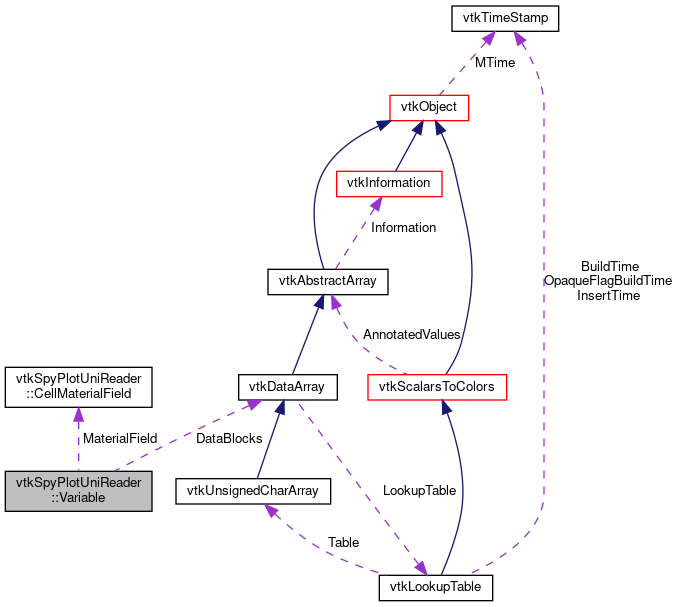 vtkTimeStamp
MTime
vtkObject
vtkInformation
Information
vtkAbstractArray
BuildTime
OpaqueFlagBuildTime
InsertTime
AnnotatedValues
vtkSpyPlotUniReader
::CellMaterialField
vtkDataArray
vtkScalarsToColors
MaterialField
DataBlocks
vtkSpyPlotUniReader
::Variable
vtkUnsignedCharArray
LookupTable
Table
vtkLookupTable